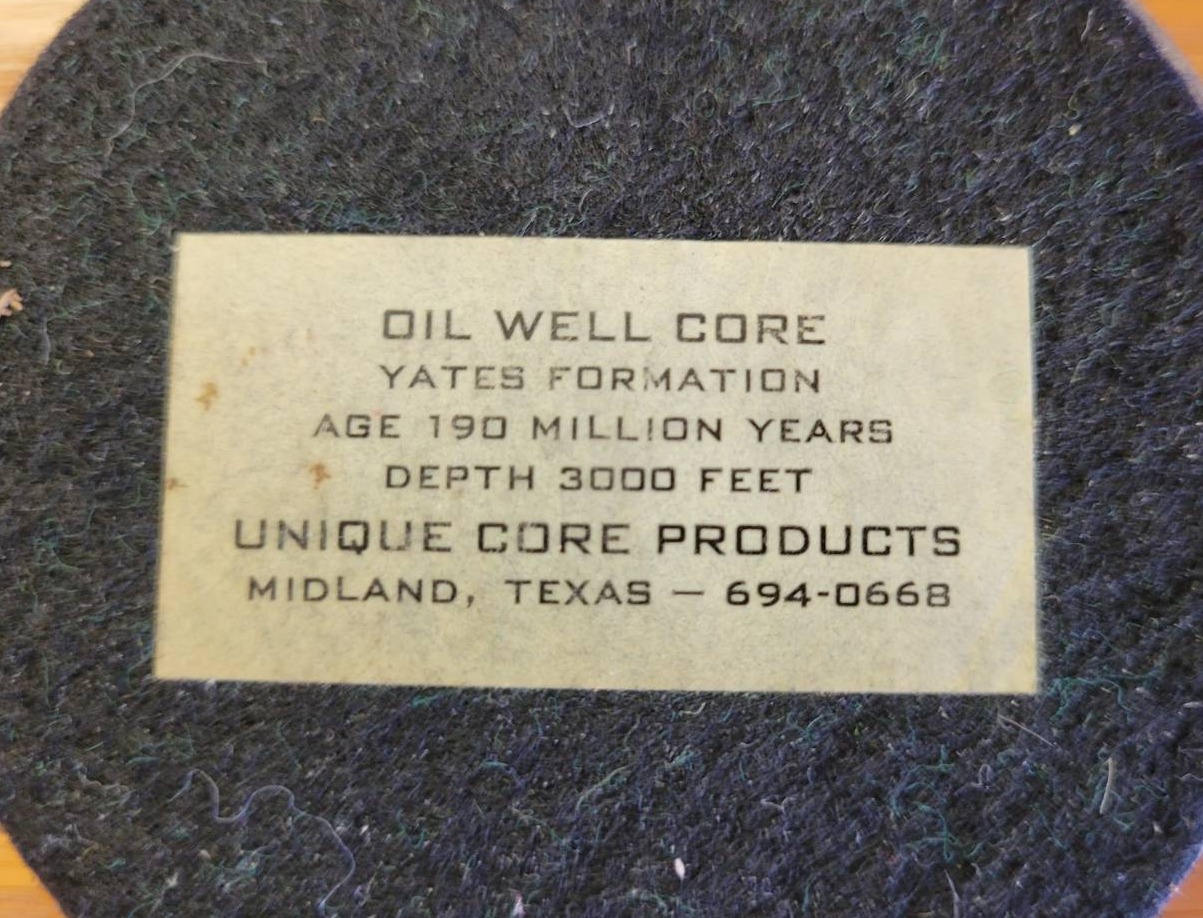 OIL WELL CORE
YATES FORMATION
AGE 190 MILLION YEARS
DEPTH 3000 FEET
UNIQUE CORE PRODUCTS
MIDLAND, TEXAS — 694-0668